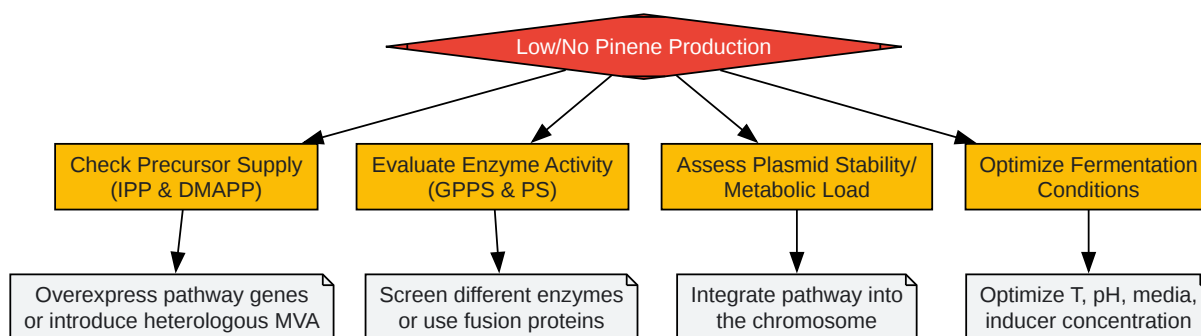 Low/No Pinene Production
Check Precursor Supply
(IPP & DMAPP)
Evaluate Enzyme Activity
(GPPS & PS)
Assess Plasmid Stability/
Metabolic Load
Optimize Fermentation
Conditions
Overexpress pathway genes
or introduce heterologous MVA
Screen different enzymes
or use fusion proteins
Integrate pathway into
the chromosome
Optimize T, pH, media,
inducer concentration